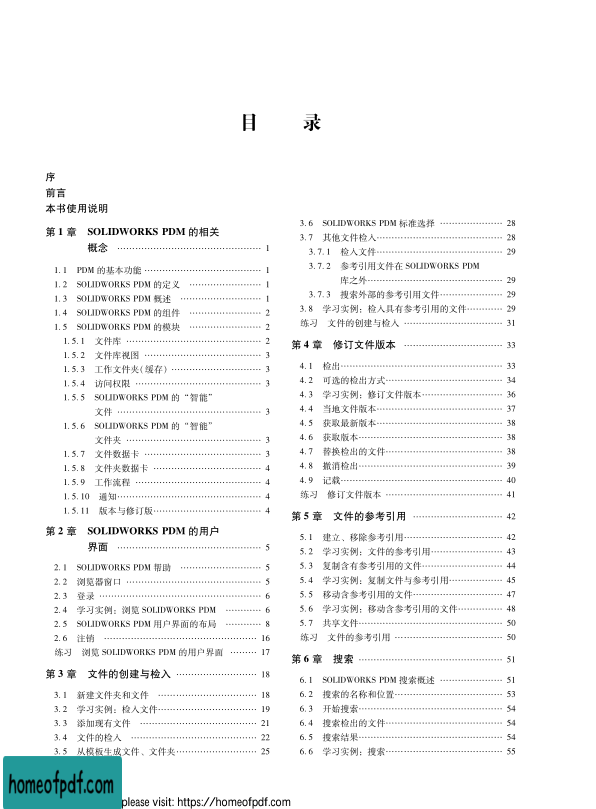 目 录
序
前言
本书使用说明
第 1 章 SOLIDWORKS PDM 的相关
概念 …… 1
1. 1 PDM 的基本功能 …… 1
1. 2 SOLIDWORKS PDM 的定义 …… 1
1. 3 SOLIDWORKS PDM 概述 …… 1
1. 4 SOLIDWORKS PDM 的组件 …… 2
1. 5 SOLIDWORKS PDM 的模块 …… 2
1. 5. 1 文件库 …… 2
1. 5. 2 文件库视图 …… 3
1. 5. 3 工作文件夹(缓存) …… 3
1. 5. 4 访问权限 …… 3
1. 5. 5 SOLIDWORKS PDM 的“智能”
文件 …… 3
1. 5. 6 SOLIDWORKS PDM 的“智能”
文件夹 …… 3
1. 5. 7 文件数据卡 …… 3
1. 5. 8 文件夹数据卡 …… 4
1. 5. 9 工作流程 …… 4
1. 5. 10 通知 …… 4
1. 5. 11 版本与修订版 …… 4
第 2 章 SOLIDWORKS PDM 的用户
界面 …… 5
2. 1 SOLIDWORKS PDM 帮助 …… 5
2. 2 浏览器窗口 …… 5
2. 3 登录 …… 6
2. 4 学习实例：浏览 SOLIDWORKS PDM …… 6
2. 5 SOLIDWORKS PDM 用户界面的布局 …… 8
2. 6 注销 …… 16
练习 浏览 SOLIDWORKS PDM 的用户界面 …… 17
第 3 章 文件的创建与检入 …… 18
3. 1 新建文件夹和文件 …… 18
3. 2 学习实例：检入文件 …… 19
3. 3 添加现有文件 …… 21
3. 4 文件的检入 …… 22
3. 5 从模板生成文件、文件夹 …… 25
3. 6 SOLIDWORKS PDM 标准选择 …… 28
3. 7 其他文件检入 …… 28
3. 7. 1 检入文件 …… 29
3. 7. 2 参考引用文件在 SOLIDWORKS PDM
库之外 …… 29
3. 7. 3 搜索外部的参考引用文件 …… 29
3. 8 学习实例：检入具有参考引用的文件 …… 29
练习 文件的创建与检入 …… 31
第 4 章 修订文件版本 …… 33
4. 1 检出 …… 33
4. 2 可选的检出方式 …… 34
4. 3 学习实例：修订文件版本 …… 36
4. 4 当地文件版本 …… 37
4. 5 获取最新版本 …… 38
4. 6 获取版本 …… 38
4. 7 替换检出的文件 …… 38
4. 8 撤消检出 …… 39
4. 9 记载 …… 40
练习 修订文件版本 …… 41
第 5 章 文件的参考引用 …… 42
5. 1 建立、移除参考引用 …… 42
5. 2 学习实例：文件的参考引用 …… 43
5. 3 复制含有参考引用的文件 …… 44
5. 4 学习实例：复制文件与参考引用 …… 45
5. 5 移动含参考引用的文件 …… 47
5. 6 学习实例：移动含参考引用的文件 …… 48
5. 7 共享文件 …… 50
练习 文件的参考引用 …… 50
第 6 章 搜索 …… 51
6. 1 SOLIDWORKS PDM 搜索概述 …… 51
6. 2 搜索的名称和位置 …… 53
6. 3 开始搜索 …… 54
6. 4 搜索检出的文件 …… 54
6. 5 搜索结果 …… 54
6. 6 学习实例：搜索 …… 55
homeofpdf.com
please visit: https://homeofpdf.com